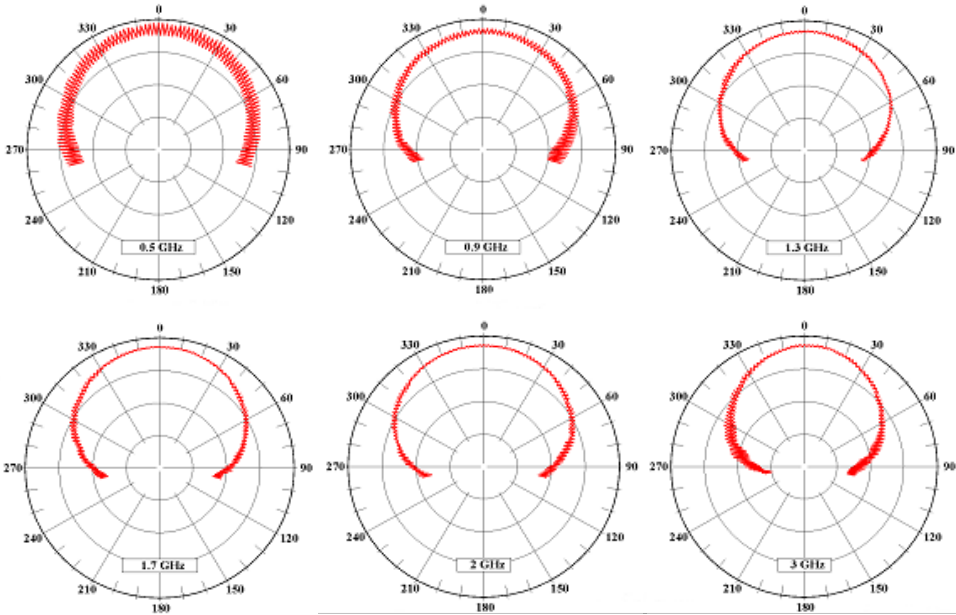 0 0 0
330 30 330 30 330 30
300 60 300 60 300 60
270 90 270 90 270 90
240 120 240 120 240 120
0.5 GHz 0.9 GHz 1.3 GHz
210 150 210 150 210 150
180 180 180
0 0 0
330 30 330 30 330 30
300 60 300 60 300 60
270 90 270 90 270 90
240 120 240 120 240 120
1.7 GHz 2 GHz 3 GHz
210 150 210 150 210 150
180 180 180